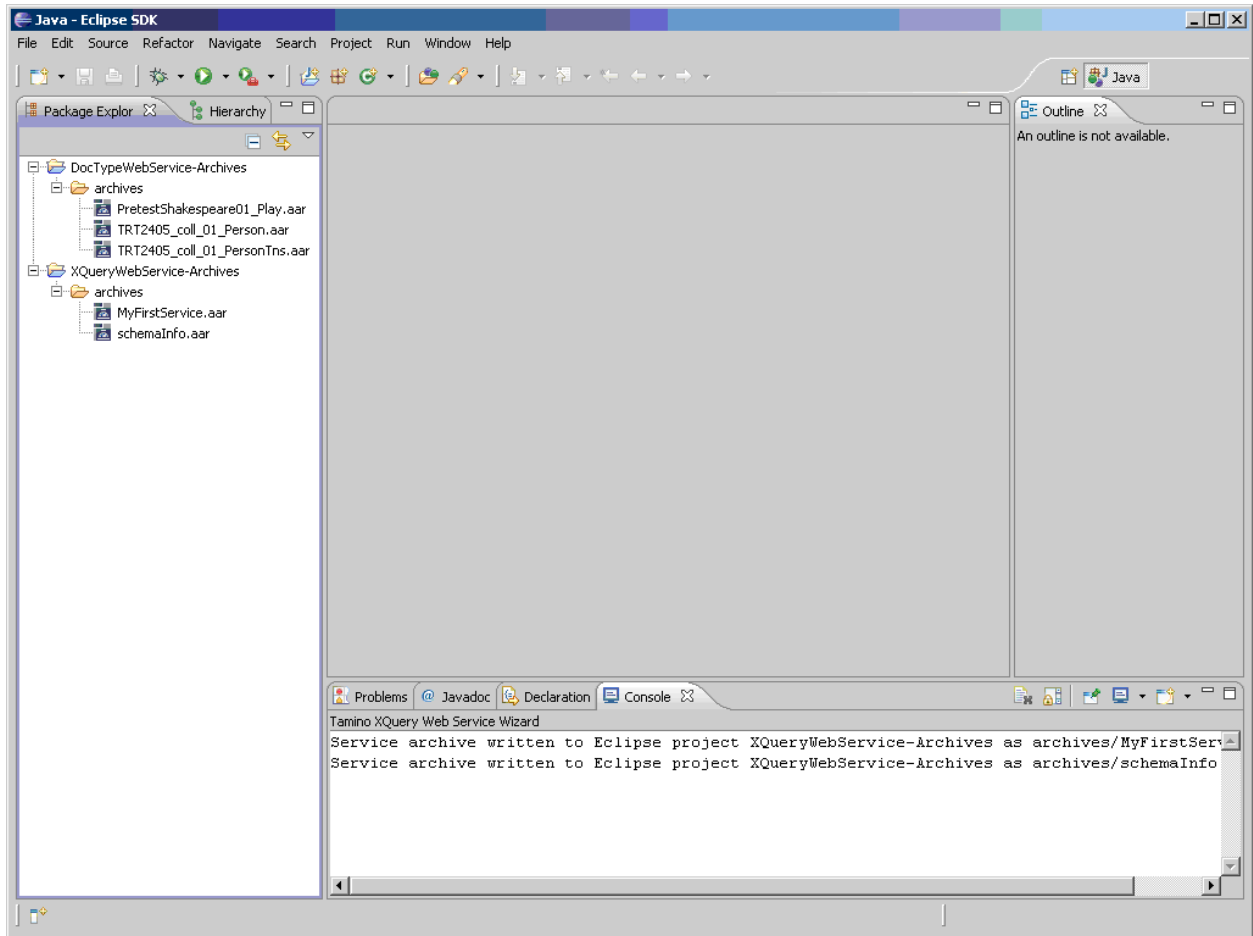 Java - Eclipse SDK
File Edit Source Refactor Navigate Search Project Run Window Help
Java
Package Explor
Hierarchy
DocTypeWebService-Archives
archives
PretestShakespeare01_Play.aar
TRT2405_coll_01_Person.aar
TRT2405_coll_01_PersonTns.aar
XQueryWebService-Archives
archives
MyFirstService.aar
schemaInfo.aar
Outline
An outline is not available.
Problems @ Javadoc Declaration Console
Tamino XQuery Web Service Wizard
Service archive written to Eclipse project XQueryWebService-Archives as archives/MyFirstServ
Service archive written to Eclipse project XQueryWebService-Archives as archives/schemaInfo